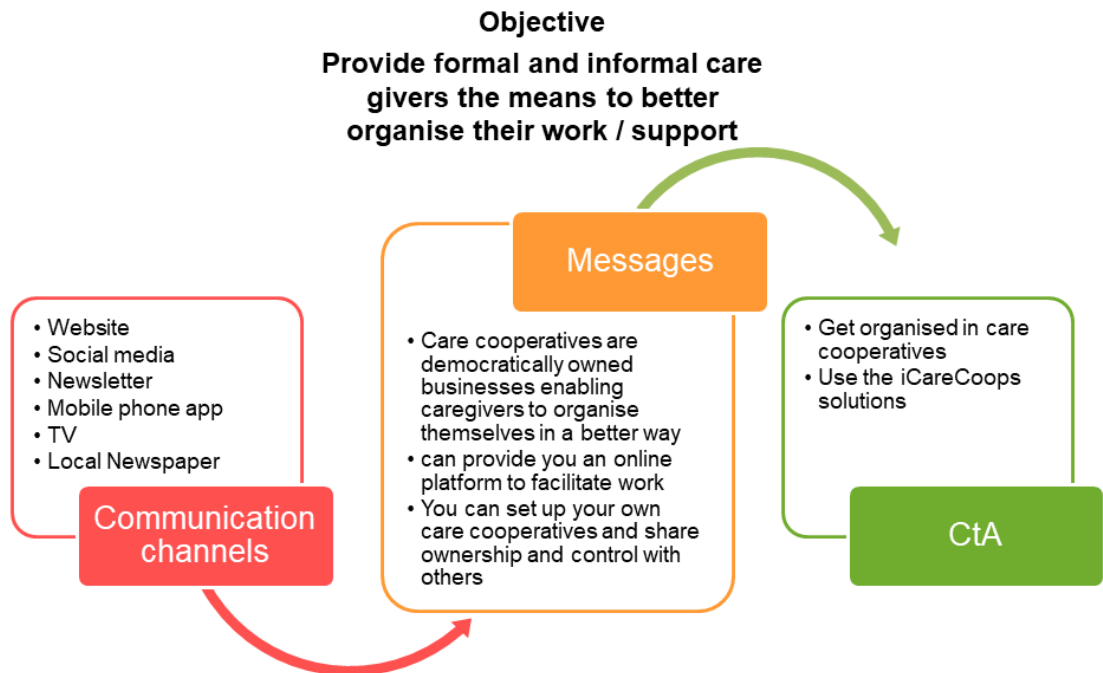 Objective
Provide formal and informal care
givers the means to better
organise their work / support
• Website
• Social media
• Newsletter
• Mobile phone app
• TV
• Local Newspaper
Communication
channels
Messages
• Care cooperatives are
democratically owned
businesses enabling
caregivers to organise
themselves in a better way
• can provide you an online
platform to facilitate work
• You can set up your own
care cooperatives and share
ownership and control with
others
• Get organised in care
cooperatives
• Use the iCareCoops
solutions
CtA